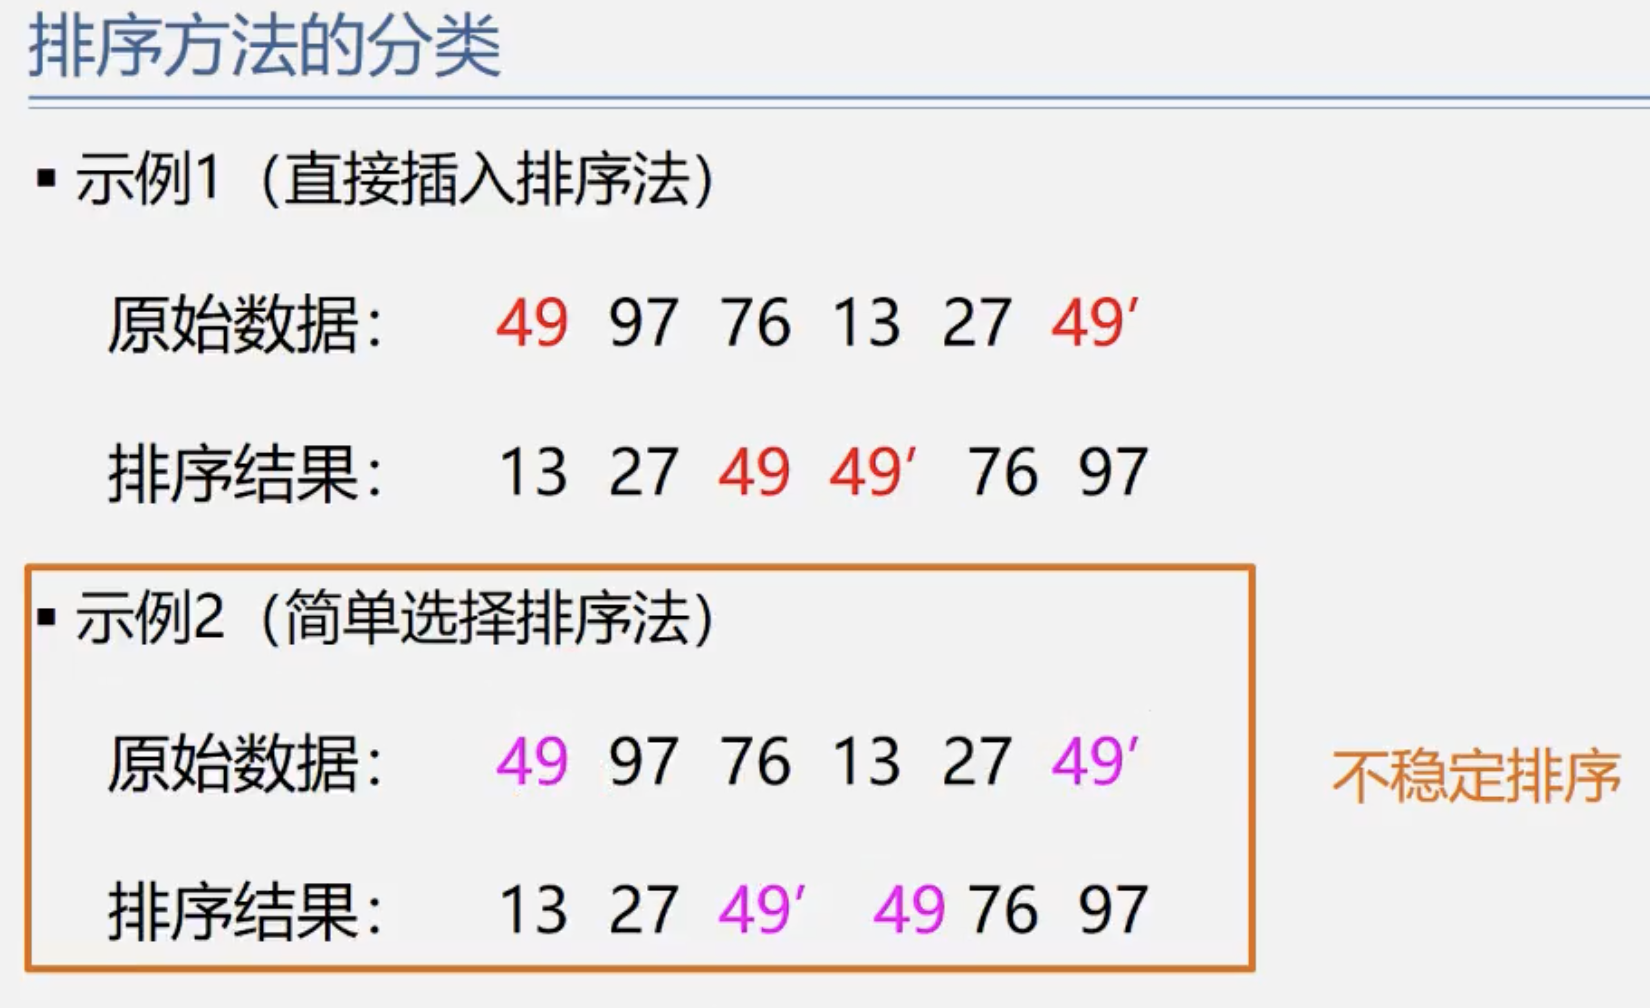 排序方法的分类
▪ 示例1（直接插入排序法）
原始数据： 49 97 76 13 27 49′
排序结果： 13 27 49 49′ 76 97
▪ 示例2（简单选择排序法）
原始数据： 49 97 76 13 27 49′
不稳定排序
排序结果： 13 27 49′ 49 76 97